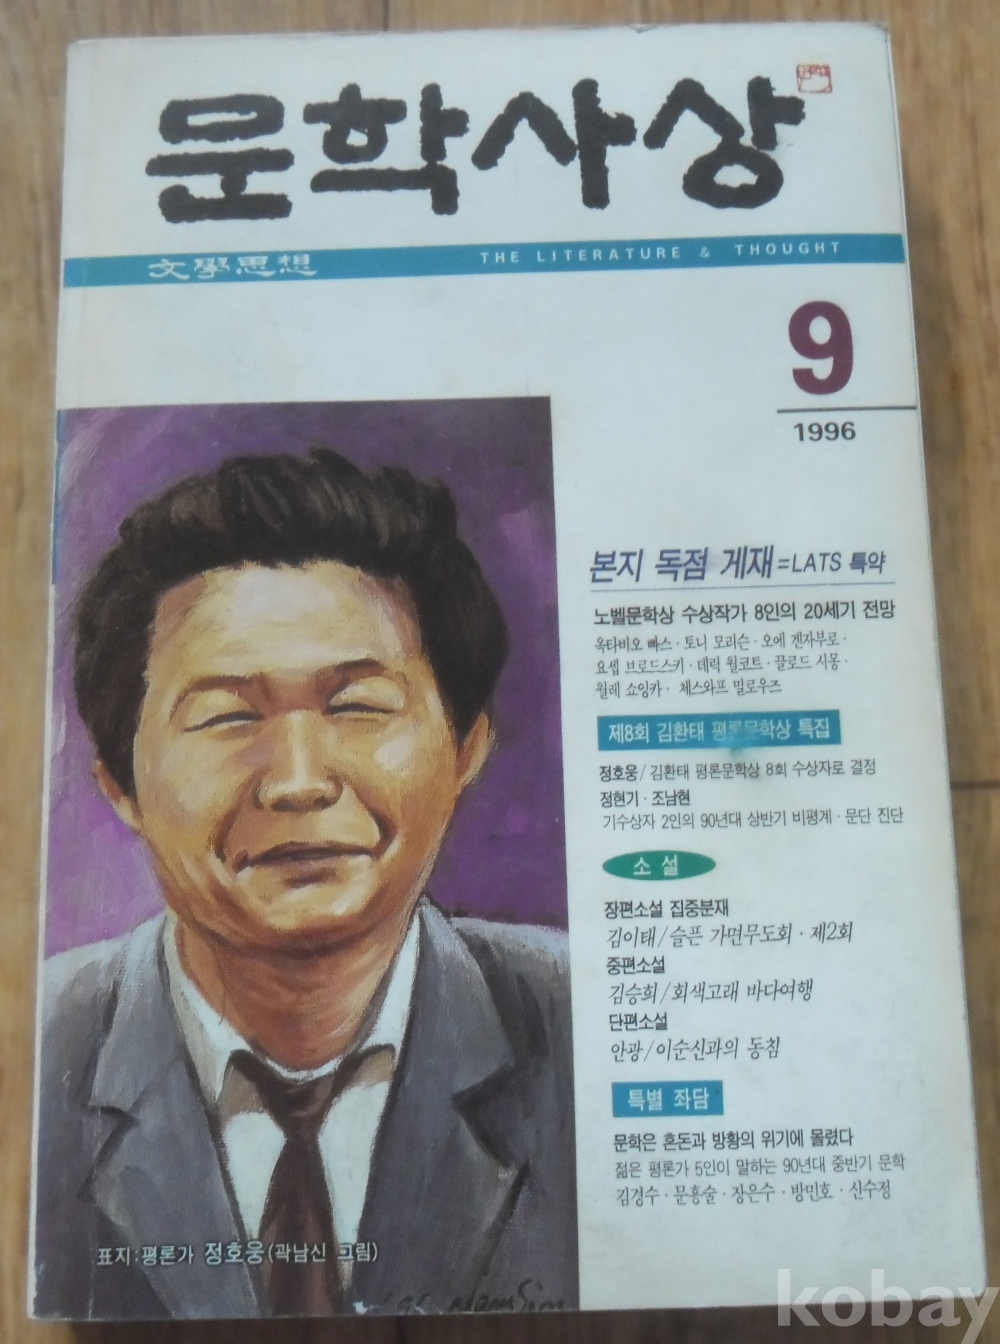 문학사상
文學思想
THE LITERATURE & THOUGHT
9
1996
본지 독점 게재=LATS 특약
노벨문학상 수상작가 8인의 20세기 전망
옥타비오 빠스·토니 모리슨·오에 겐자부로·
요셉 브로드스키·데릭 월코트·끌로드 시몽·
월레 쇼잉카· 체스와프 밀로우즈
제8회 김환태 평론문학상 특집
정호웅/김환태 평론문학상 8회 수상자로 결정
정현기·조남현
기수상자 2인의 90년대 상반기 비평계·문단 진단
소설
장편소설 집중분재
김이태/슬픈 가면무도회·제2회
중편소설
김승희/회색고래 바다여행
단편소설
안광/이순신과의 동침
특별 좌담
문학은 혼돈과 방황의 위기에 몰렸다
젊은 평론가 5인이 말하는 90년대 중반기 문학
김경수·문흥술·장은수·방민호·신수정
표지:평론가 정호웅(곽남신 그림)
kobay